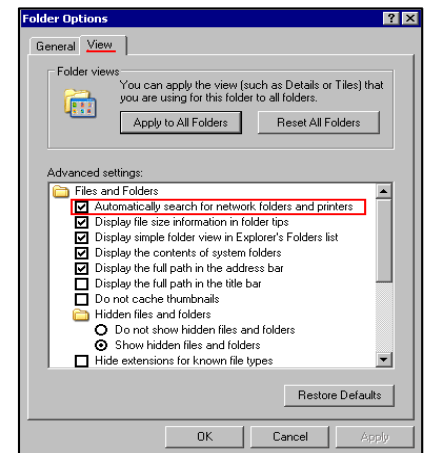 Folder Options
General View
Folder views
You can apply the view (such as Details or Tiles) that
you are using for this folder to all folders.
Apply to All Folders Reset All Folders
Advanced settings:
Files and Folders
Automatically search for network folders and printers
Display file size information in folder tips
Display simple folder view in Explorer's Folders list
Display the contents of system folders
Display the full path in the address bar
Display the full path in the title bar
Do not cache thumbnails
Hidden files and folders
Do not show hidden files and folders
Show hidden files and folders
Hide extensions for known file types
Restore Defaults
OK Cancel Apply